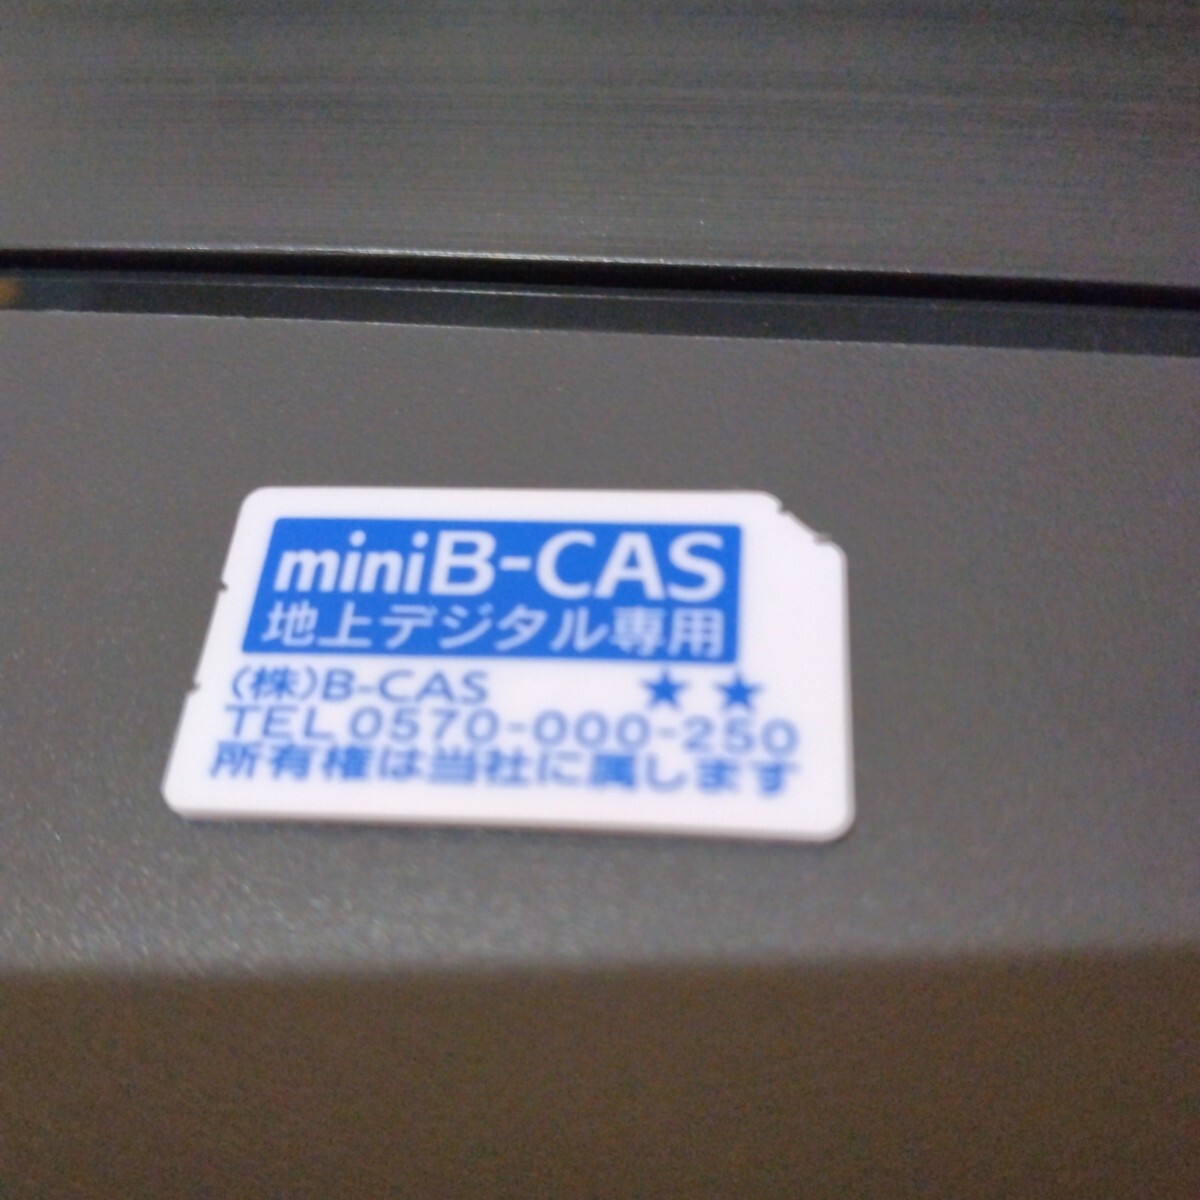 miniB-CAS
地上デジタル専用
(株)B-CAS ★★
TEL 0570-000-250
所有権は当社に属します